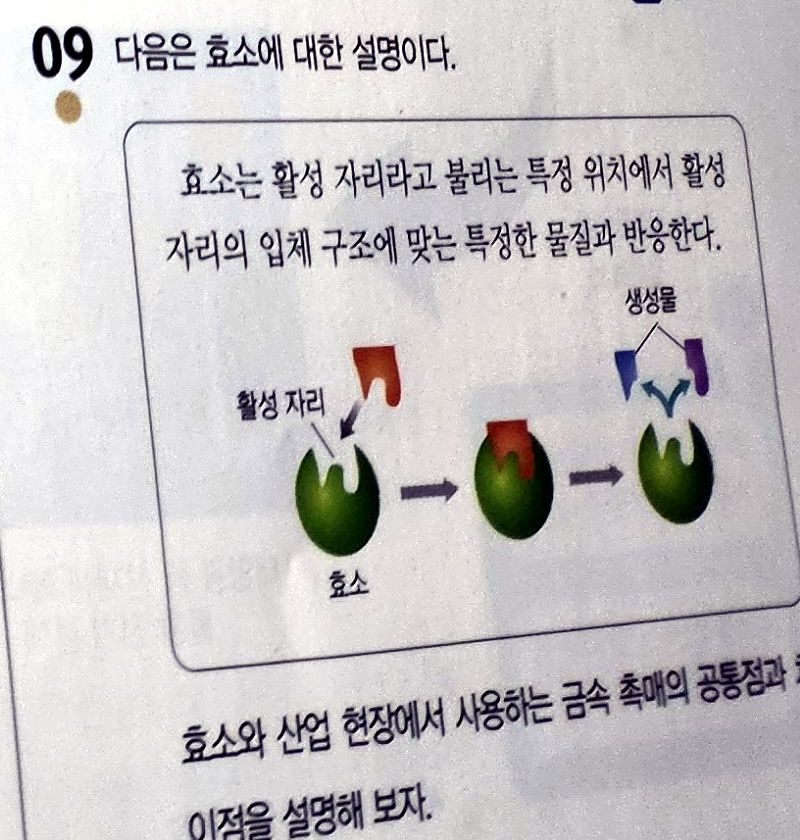 09 다음은 효소에 대한 설명이다.
효소는 활성 자리라고 불리는 특정 위치에서 활성
자리의 입체 구조에 맞는 특정한 물질과 반응한다.
생성물
활성 자리
효소
효소와 산업 현장에서 사용하는 금속 촉매의 공통점과
이점을 설명해 보자.